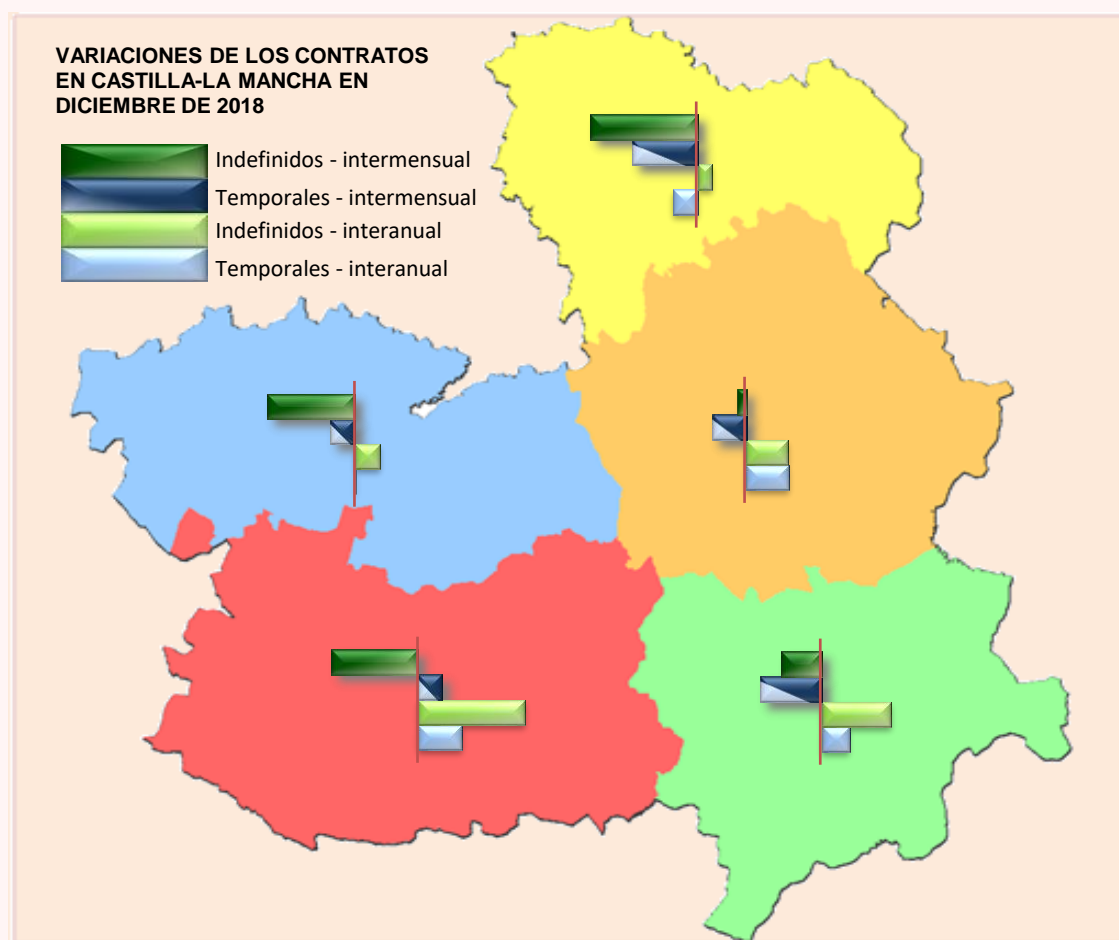 VARIACIONES DE LOS CONTRATOS
EN CASTILLA-LA MANCHA EN
DICIEMBRE DE 2018
Indefinidos - intermensual
Temporales - intermensual
Indefinidos - interanual
Temporales - interanual